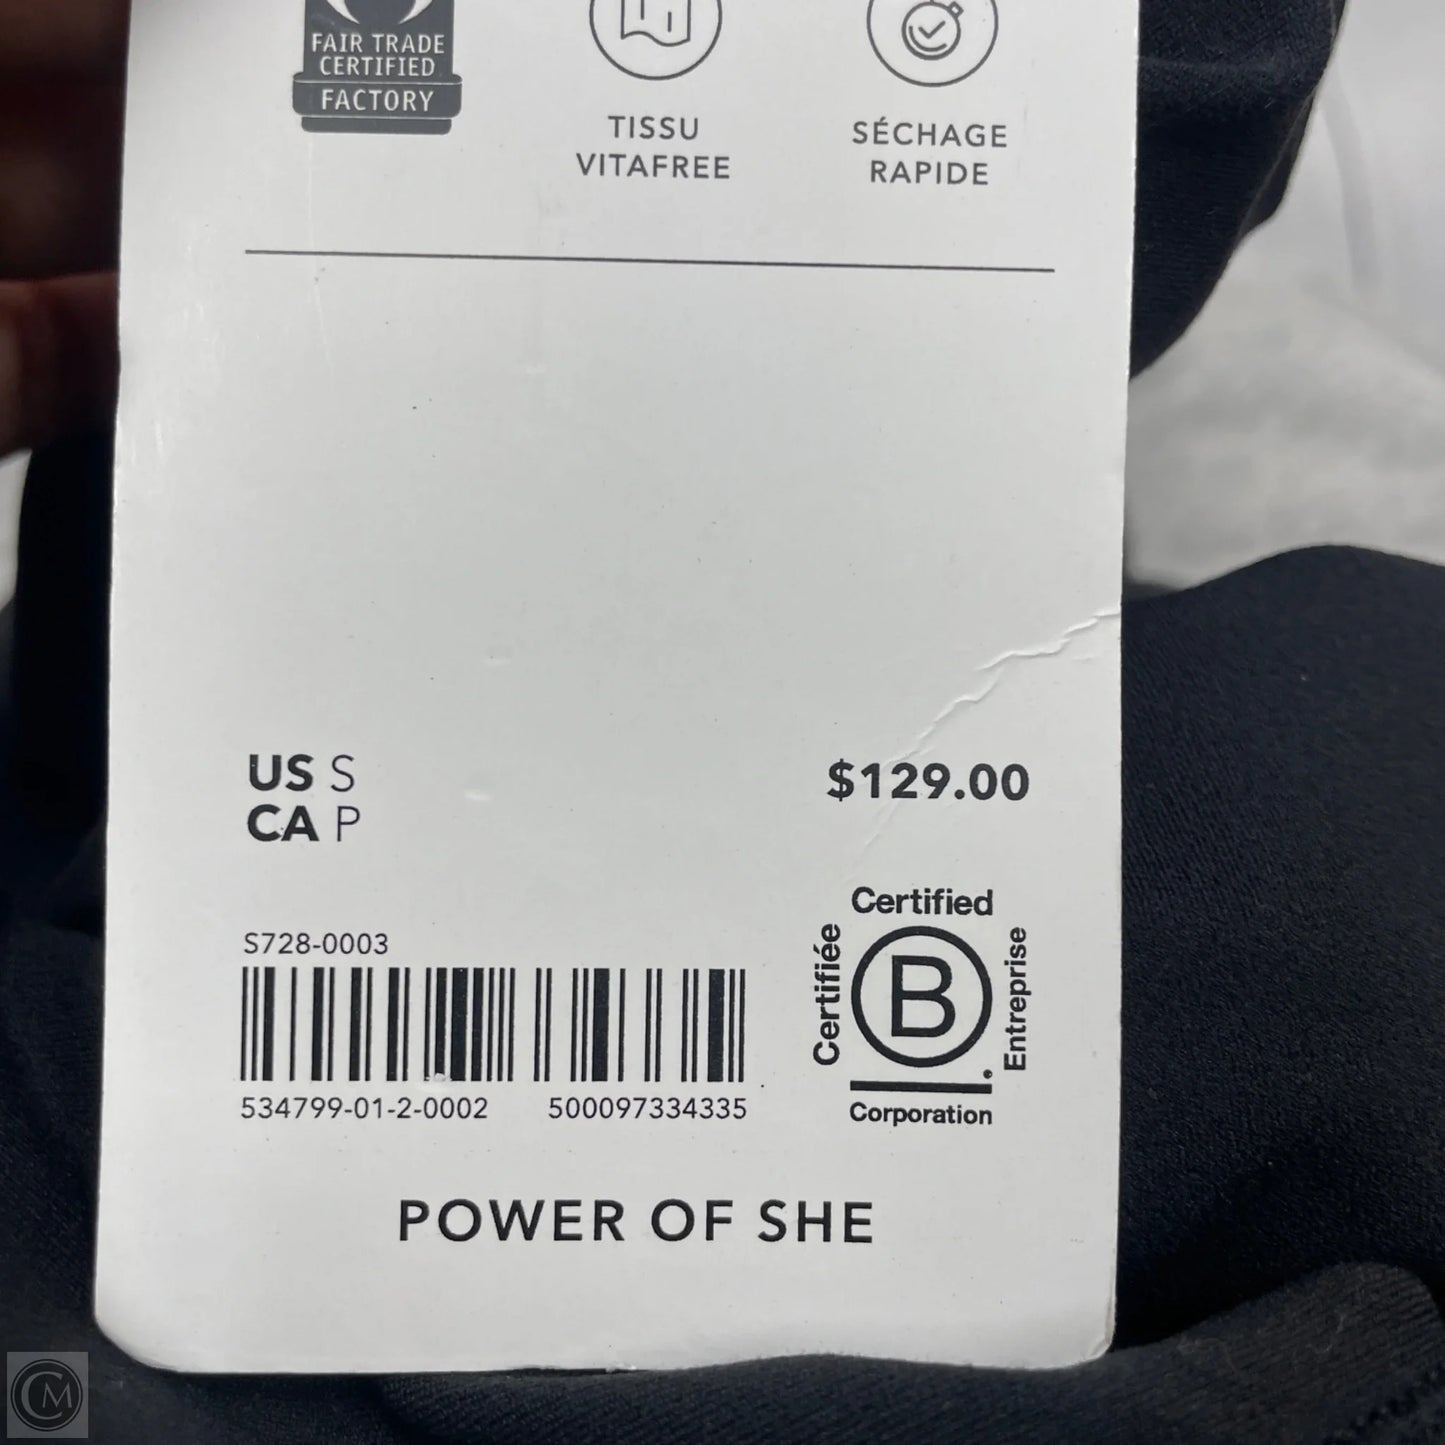 FAIR TRADE
CERTIFIED
FACTORY
TISSU
VITAFREE
SÉCHAGE
RAPIDE
US S
CA P
$129.00
S728-0003
534799-01-2-0002 500097334335
Certified
Certifiée
B
Entreprise
Corporation
POWER OF SHE
CM